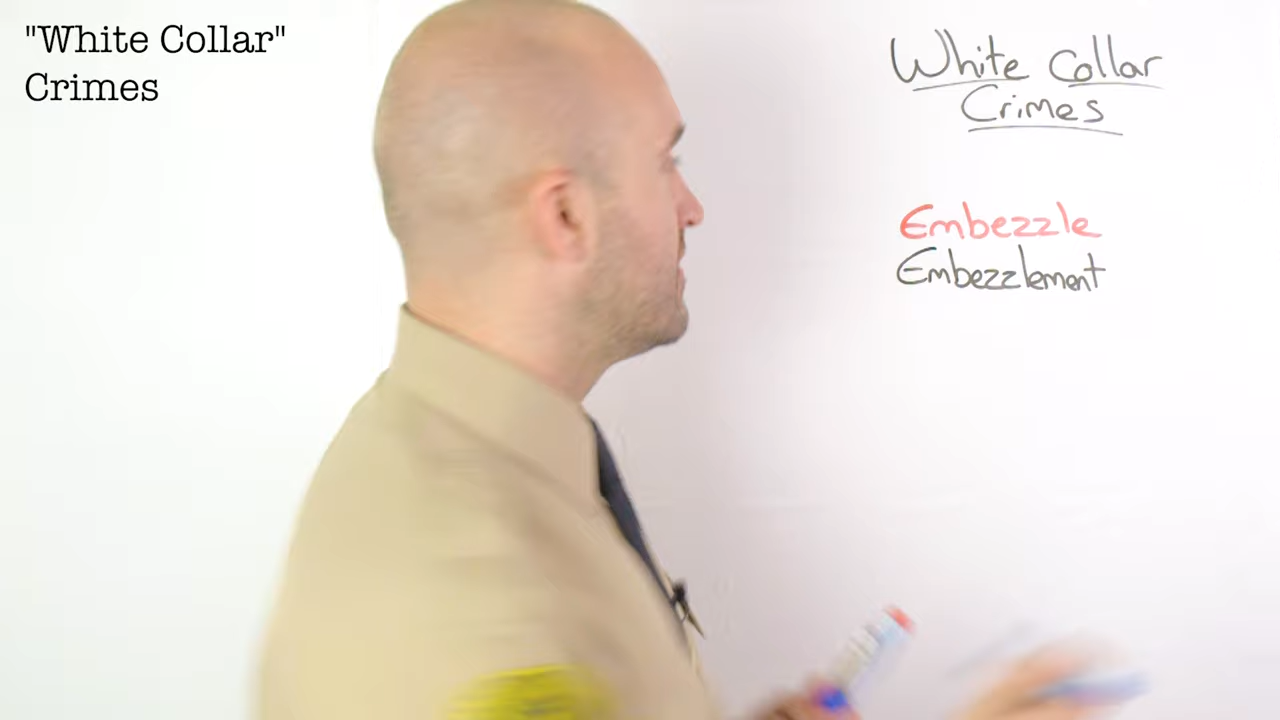 "White Collar"
Crimes
White Collar
Crimes
Embezzle
Embezzlement